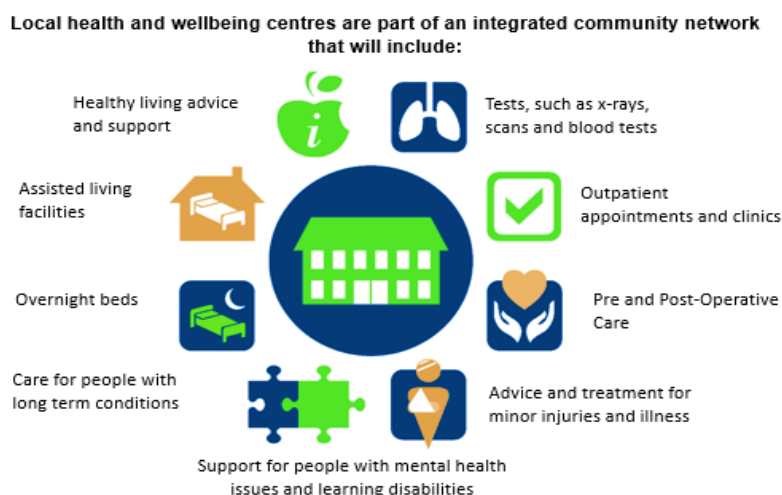 Local health and wellbeing centres are part of an integrated community network
that will include:
Healthy living advice
and support
i
Tests, such as x-rays,
scans and blood tests
Assisted living
facilities
Outpatient
appointments and clinics
Overnight beds
Pre and Post-Operative
Care
Care for people with
long term conditions
Advice and treatment for
minor injuries and illness
Support for people with mental health
issues and learning disabilities